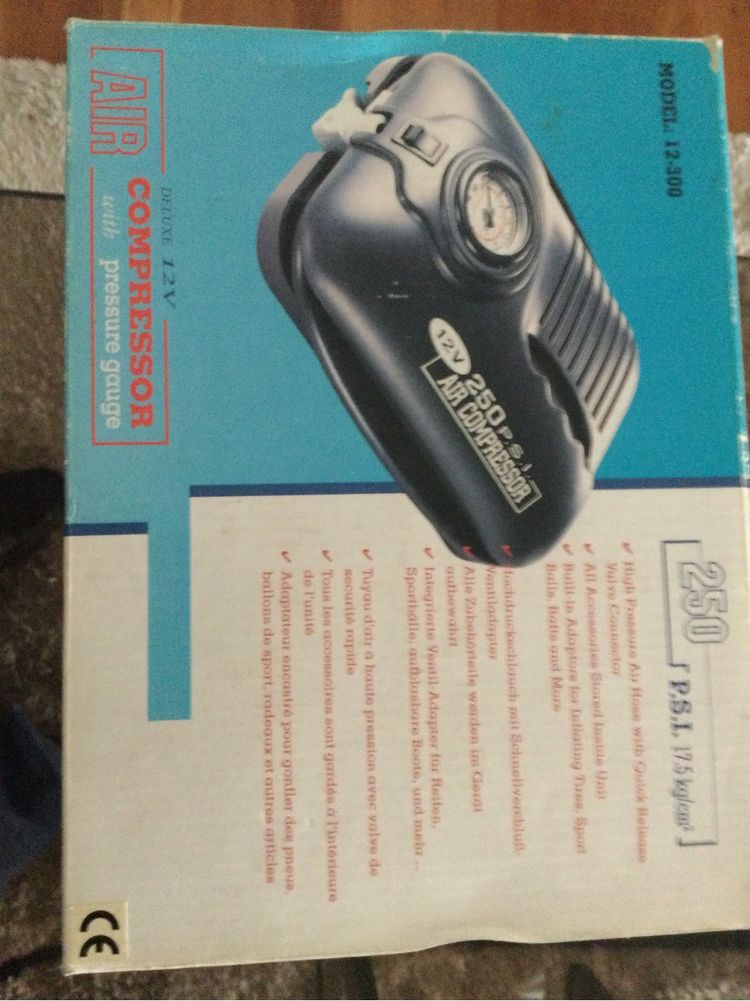 MODEL: 12-300
12V
250 P.S.I.
AIR COMPRESSOR
DELUXE 12V
AIR COMPRESSOR
with pressure gauge
250 P.S.I. 17.5 kg/cm²
✔ High Pressure Air Hose with Quick Release
Valve Connector
✔ All Accessories Stored Inside Unit
✔ Built-in Adaptors for Inflating Tires, Sport
Balls, Rafts and More
✔ Hochdruckschlauch mit Schnellverchluß-
Ventiladapter
✔ Alle Zubehörteile werden im Gerät
aufbewahrt
✔ Integrierte Ventil Adapter für Reifen,
Sportbälle, aufblasbare Boote, und mehr ...
✔ Tuyau d'air à haute pression avec valve de
securité rapide
✔ Tous les accessoires sont gardés à l'intérieure
de l'unité
✔ Adaptateur encastré pour gonfler des pneus,
ballons de sport, radeaux et autres articles
CE